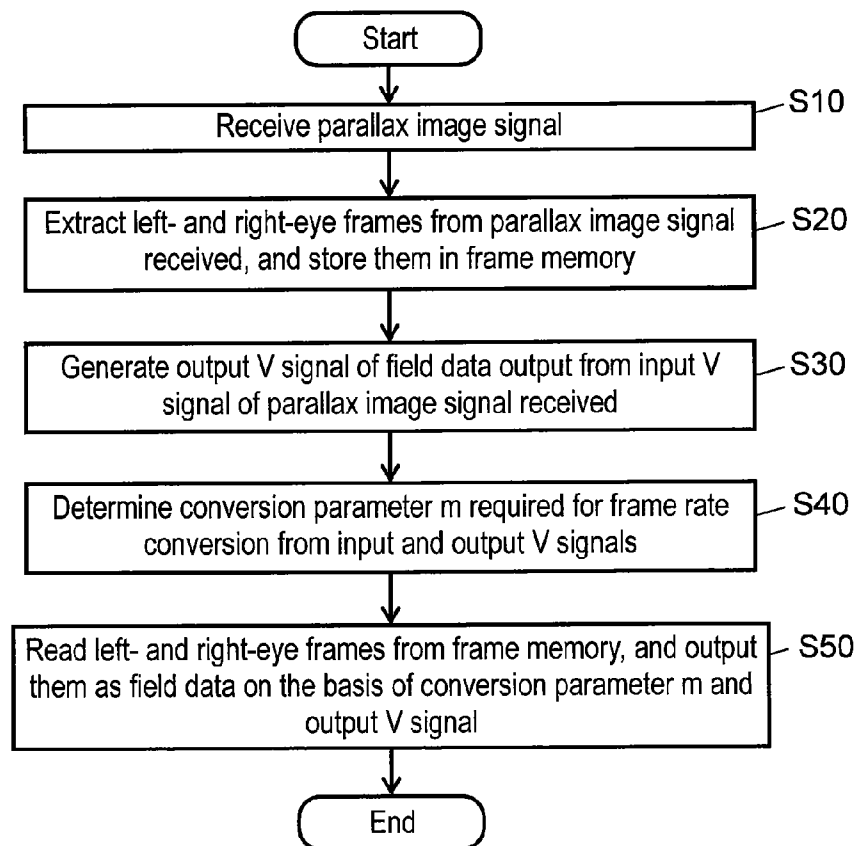 Start
S10
Receive parallax image signal
Extract left- and right-eye frames from parallax image signal
received, and store them in frame memory
S20
Generate output V signal of field data output from input V
signal of parallax image signal received
S30
Determine conversion parameter m required for frame rate
conversion from input and output V signals
S40
Read left- and right-eye frames from frame memory, and output
them as field data on the basis of conversion parameter m and
output V signal
S50
End